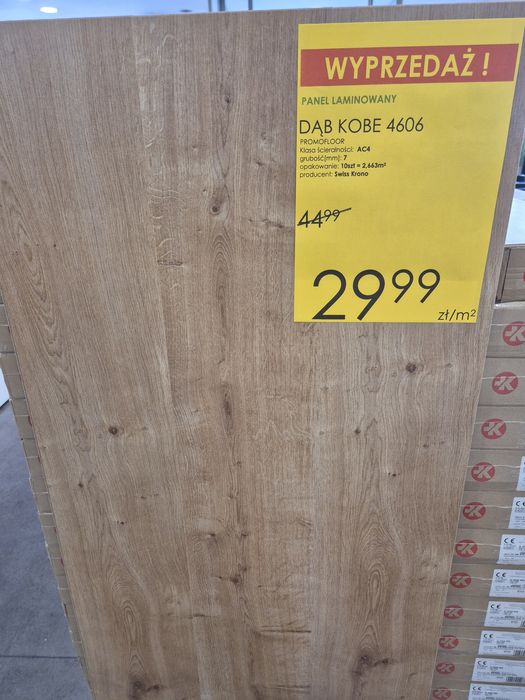 WYPRZEDAŻ !
PANEL LAMINOWANY
DĄB KOBE 4606
PROMOFLOOR
Klasa ścieralności: AC4
grubość(mm): 7
opakowanie: 10szt = 2,663m²
producent: Swiss Krono
44⁹⁹
29⁹⁹
zł/m²